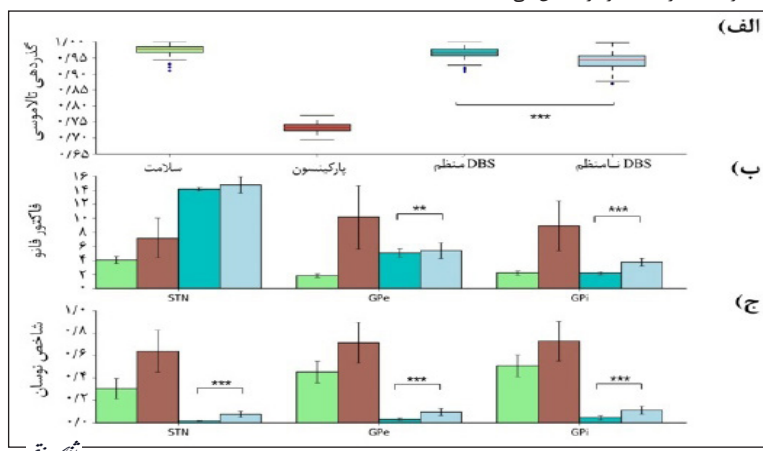 الف)
گذردهی تالاموسی
۱/۰۰
۰/۹۵
۰/۹۰
۰/۸۵
۰/۸۰
۰/۷۵
۰/۷۰
۰/۶۵
***
سلامت پارکینسون DBS منظم DBS نامنظم
ب)
فاکتور فانو
۱۶
۱۴
۱۲
۱۰
۸
۶
۴
۲
۰
** ***
STN GPe GPi
ج)
شاخص نوسان
۱/۰
۰/۸
۰/۶
۰/۴
۰/۲
۰/۰
*** *** ***
STN GPe GPi